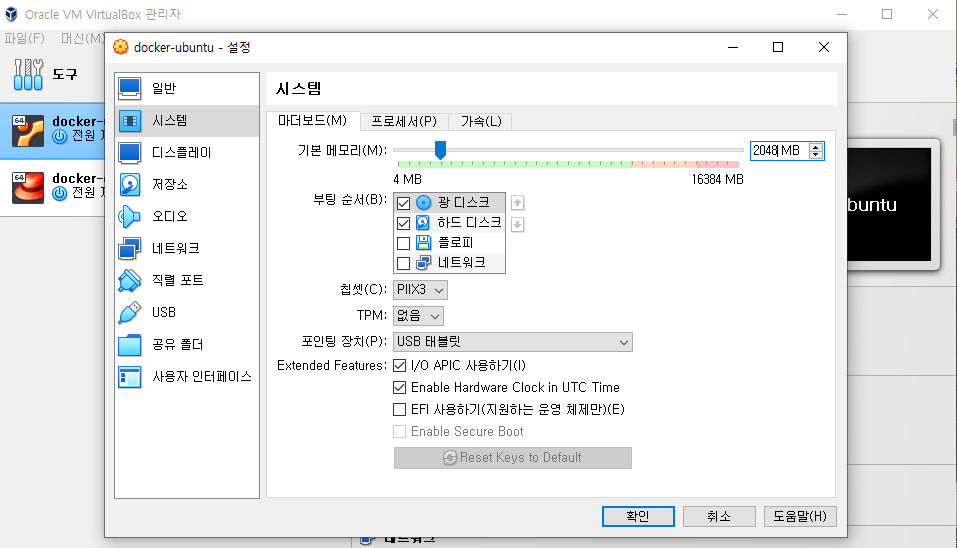 Oracle VM VirtualBox 관리자
파일(F) 머신(M)
도구
64 docker-
전원
64 docker-
전원
buntu
docker-ubuntu - 설정
일반
시스템
디스플레이
저장소
오디오
네트워크
직렬 포트
USB
공유 폴더
사용자 인터페이스
시스템
마더보드(M) 프로세서(P) 가속(L)
기본 메모리(M): 2048 MB
4 MB 16384 MB
부팅 순서(B): 광 디스크
하드 디스크
플로피
네트워크
칩셋(C): PIIX3
TPM: 없음
포인팅 장치(P): USB 태블릿
Extended Features: I/O APIC 사용하기(I)
Enable Hardware Clock in UTC Time
EFI 사용하기(지원하는 운영 체제만)(E)
Enable Secure Boot
Reset Keys to Default
확인 취소 도움말(H)
네트워크